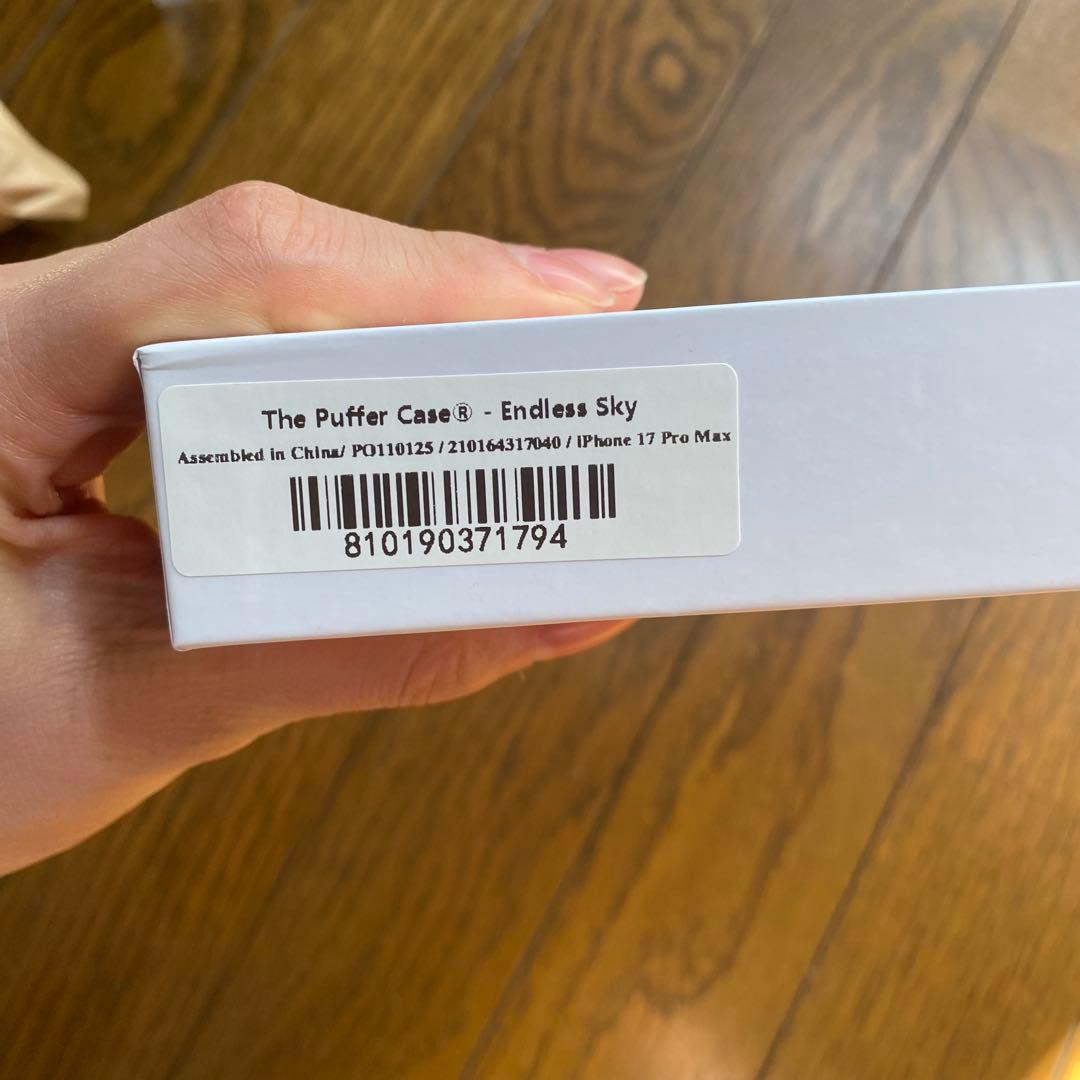 The Puffer Case® - Endless Sky
Assembled in China/ PO110125 / 210164317040 / iPhone 17 Pro Max
810190371794